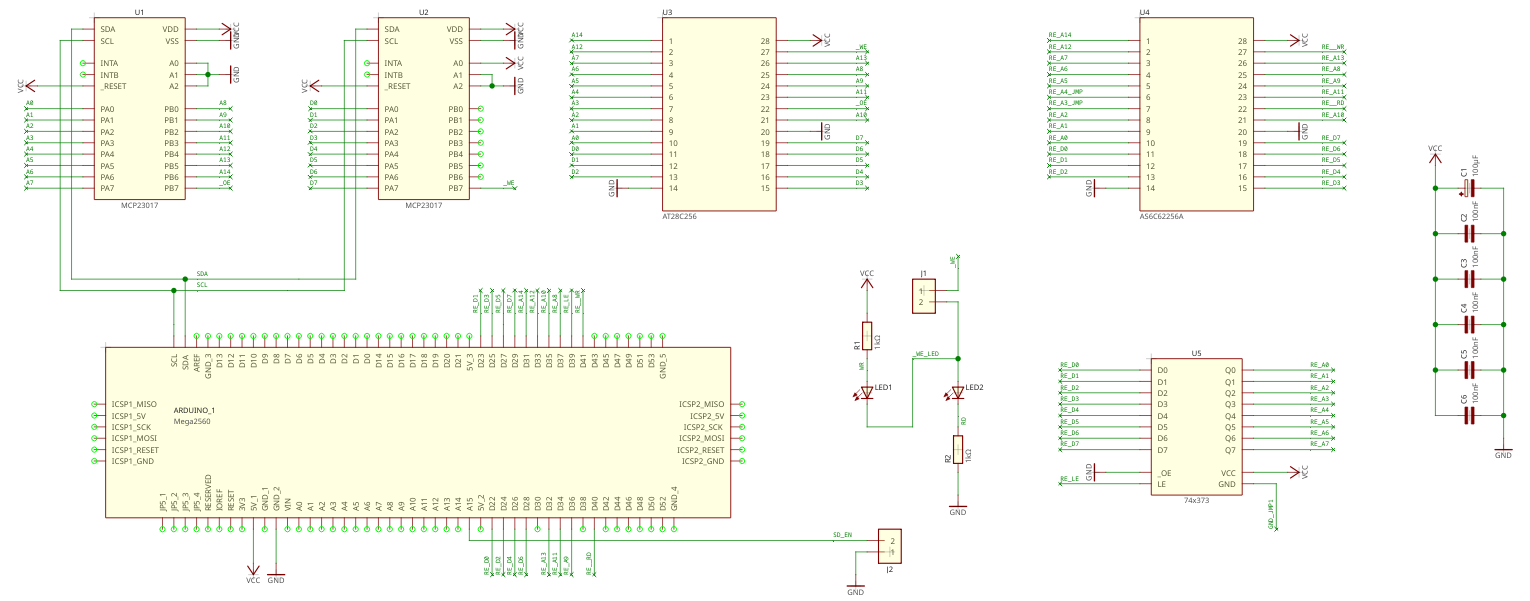 U1
SDA VDD VCC
SCL VSS GND
INTA A0
INTB A1 GND
VCC _RESET A2
A0 PA0 PB0 A8
A1 PA1 PB1 A9
A2 PA2 PB2 A10
A3 PA3 PB3 A11
A4 PA4 PB4 A12
A5 PA5 PB5 A13
A6 PA6 PB6 A14
A7 PA7 PB7 _OE
MCP23017
U2
SDA VDD VCC
SCL VSS GND
INTA A0 VCC
INTB A1
VCC _RESET A2 GND
D0 PA0 PB0
D1 PA1 PB1
D2 PA2 PB2
D3 PA3 PB3
D4 PA4 PB4
D5 PA5 PB5
D6 PA6 PB6
D7 PA7 PB7 _WE
MCP23017
U3
A14 1 28 VCC
A12 2 27 _WE
A7 3 26 A13
A6 4 25 A8
A5 5 24 A9
A4 6 23 A11
A3 7 22 _OE
A2 8 21 A10
A1 9 20 GND
A0 10 19 D7
D0 11 18 D6
D1 12 17 D5
D2 13 16 D4
GND 14 15 D3
AT28C256
U4
RE_A14 1 28 VCC
RE_A12 2 27 RE__WR
RE_A7 3 26 RE_A13
RE_A6 4 25 RE_A8
RE_A5 5 24 RE_A9
RE_A4_JMP 6 23 RE_A11
RE_A3_JMP 7 22 RE__RD
RE_A2 8 21 RE_A10
RE_A1 9 20 GND
RE_A0 10 19 RE_D7
RE_D0 11 18 RE_D6
RE_D1 12 17 RE_D5
RE_D2 13 16 RE_D4
GND 14 15 RE_D3
AS6C62256A
VCC
C1 100µF
C2 100nF
C3 100nF
C4 100nF
C5 100nF
C6 100nF
GND
SDA
SCL
RE_D1 RE_D3 RE_D5 RE_D7 RE_A14 RE_A12 RE_A10 RE_A8 RE_LE RE__WR
SCL SDA AREF GND_3 D13 D12 D11 D10 D9 D8 D7 D6 D5 D4 D3 D2 D1 D0 D14 D15 D16 D17 D18 D19 D20 D21 5V_3 D23 D25 D27 D29 D31 D33 D35 D37 D39 D41 D43 D45 D47 D49 D51 D53 GND_5
ICSP1_MISO ICSP2_MISO
ICSP1_5V ICSP2_5V
ICSP1_SCK ICSP2_SCK
ICSP1_MOSI ICSP2_MOSI
ICSP1_RESET ICSP2_RESET
ICSP1_GND ICSP2_GND
ARDUINO_1
Mega2560
JP5_1 JP5_2 JP5_3 JP5_4 RESERVED IOREF RESET 3V3 5V_1 GND_1 GND_2 VIN A0 A1 A2 A3 A4 A5 A6 A7 A8 A9 A10 A11 A12 A13 A14 A15 5V_2 D22 D24 D26 D28 D30 D32 D34 D36 D38 D40 D42 D44 D46 D48 D50 D52 GND_4
RE_D0 RE_D2 RE_D4 RE_D6 RE_A13 RE_A11 RE_A9 RE__RD
VCC GND
VCC
R1 1kΩ
WR
LED1
J1
1
2
_WE
_WE_LED
LED2
RD
R2 1kΩ
GND
SD_EN
2
1
J2
GND
U5
RE_D0 D0 Q0 RE_A0
RE_D1 D1 Q1 RE_A1
RE_D2 D2 Q2 RE_A2
RE_D3 D3 Q3 RE_A3
RE_D4 D4 Q4 RE_A4
RE_D5 D5 Q5 RE_A5
RE_D6 D6 Q6 RE_A6
RE_D7 D7 Q7 RE_A7
GND _OE VCC VCC
RE_LE LE GND
GND_JMP1
74x373